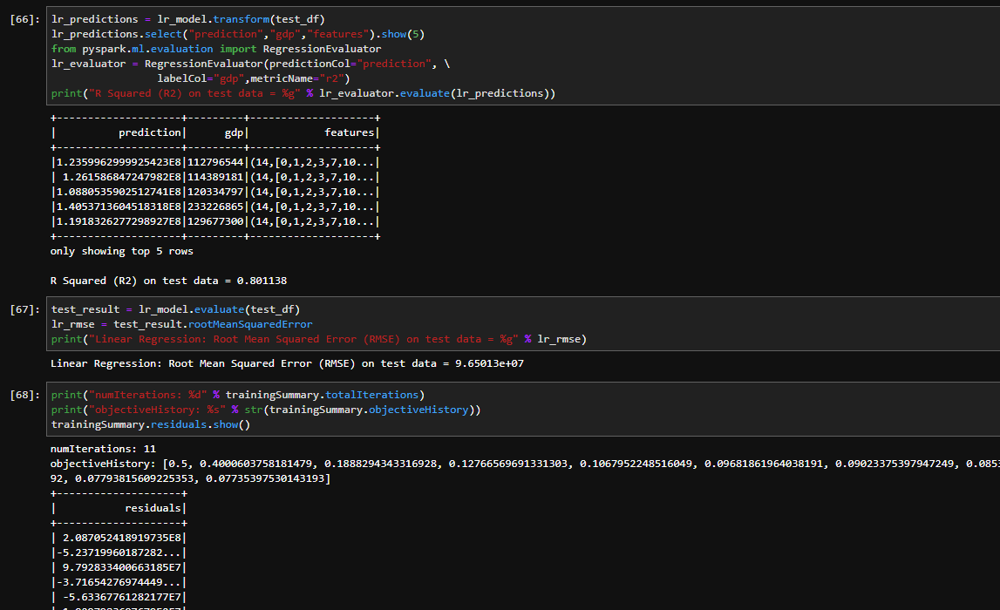 [66]: lr_predictions = lr_model.transform(test_df)
lr_predictions.select("prediction","gdp","features").show(5)
from pyspark.ml.evaluation import RegressionEvaluator
lr_evaluator = RegressionEvaluator(predictionCol="prediction", \
labelCol="gdp",metricName="r2")
print("R Squared (R2) on test data = %g" % lr_evaluator.evaluate(lr_predictions))
+--------------------+---------+--------------------+
|          prediction|      gdp|            features|
+--------------------+---------+--------------------+
|1.2359962999925423E8|112796544|(14,[0,1,2,3,7,10...|
| 1.261586847247982E8|114389181|(14,[0,1,2,3,7,10...|
|1.0880535902512741E8|120334797|(14,[0,1,2,3,7,10...|
|1.4053713604518318E8|233226865|(14,[0,1,2,3,7,10...|
|1.1918326277298927E8|129677300|(14,[0,1,2,3,7,10...|
+--------------------+---------+--------------------+
only showing top 5 rows
R Squared (R2) on test data = 0.801138
[67]: test_result = lr_model.evaluate(test_df)
lr_rmse = test_result.rootMeanSquaredError
print("Linear Regression: Root Mean Squared Error (RMSE) on test data = %g" % lr_rmse)
Linear Regression: Root Mean Squared Error (RMSE) on test data = 9.65013e+07
[68]: print("numIterations: %d" % trainingSummary.totalIterations)
print("objectiveHistory: %s" % str(trainingSummary.objectiveHistory))
trainingSummary.residuals.show()
numIterations: 11
objectiveHistory: [0.5, 0.4000603758181479, 0.1888294334316928, 0.12766569691331303, 0.1067952248516049, 0.09681861964038191, 0.09023375397947249, 0.085
92, 0.07793815609225353, 0.07735397530143193]
+--------------------+
|           residuals|
+--------------------+
| 2.087052418919735E8|
|-5.23719960187282...|
| 9.792833400663185E7|
|-3.71654276974449...|
| -5.63367761282177E7|